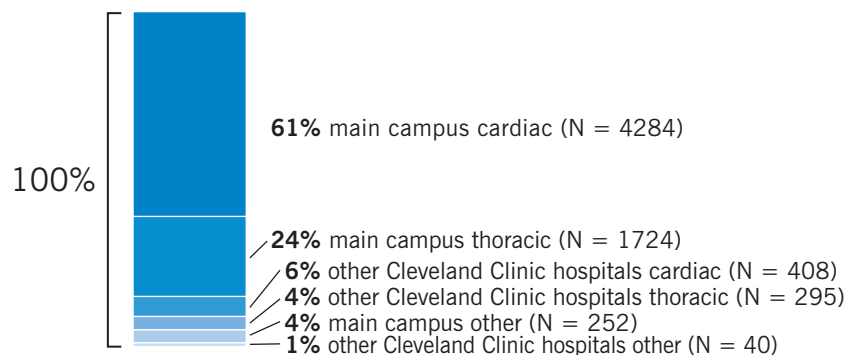 100%
61% main campus cardiac (N = 4284)
24% main campus thoracic (N = 1724)
6% other Cleveland Clinic hospitals cardiac (N = 408)
4% other Cleveland Clinic hospitals thoracic (N = 295)
4% main campus other (N = 252)
1% other Cleveland Clinic hospitals other (N = 40)